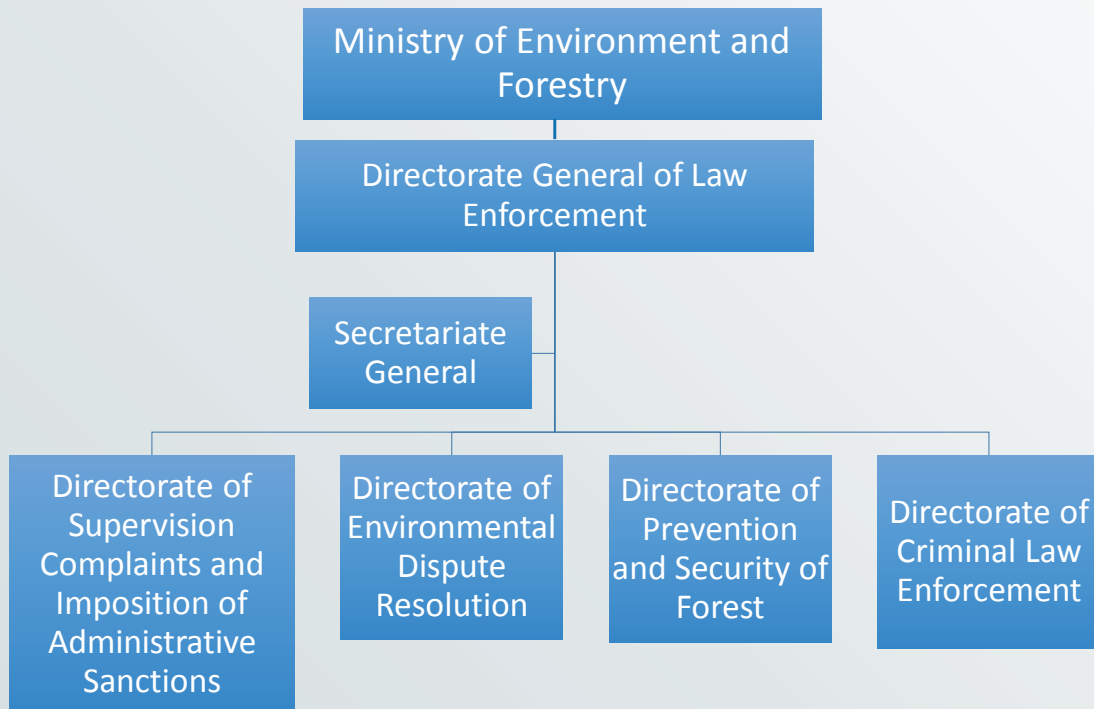 Ministry of Environment and
Forestry
Directorate General of Law
Enforcement
Secretariate
General
Directorate of
Supervision
Complaints and
Imposition of
Administrative
Sanctions
Directorate of
Environmental
Dispute
Resolution
Directorate of
Prevention
and Security of
Forest
Directorate of
Criminal Law
Enforcement